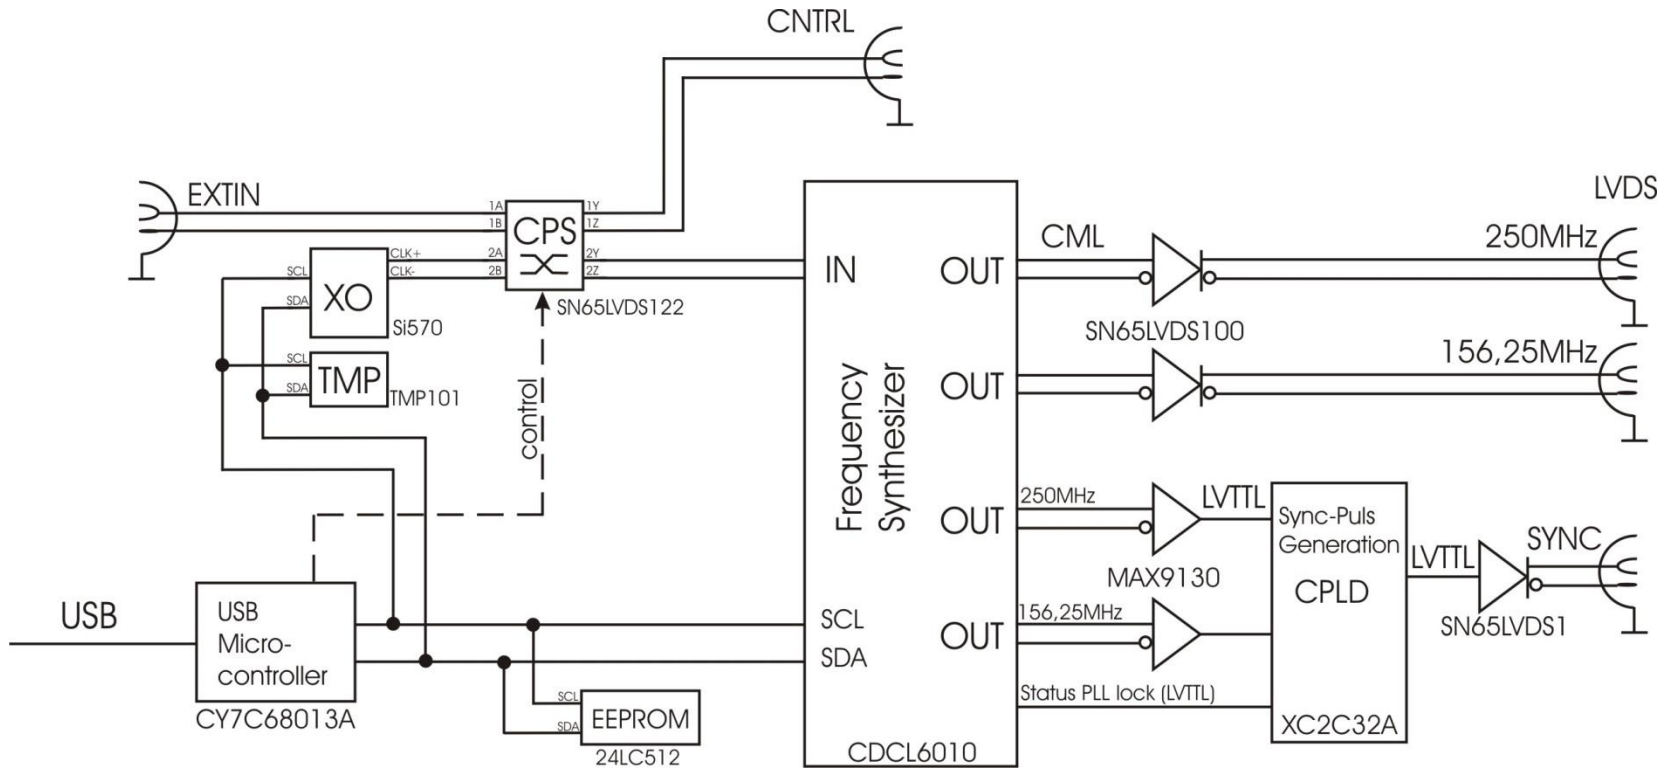 CNTRL
EXTIN
LVDS
1A
1B
2A
2B
CPS
1Y
1Z
2Y
2Z
SN65LVDS122
CLK+
CLK-
SCL
SDA
XO
Si570
SCL
SDA
TMP
TMP101
control
IN
OUT
CML
250MHz
SN65LVDS100
OUT
156,25MHz
Frequency
Synthesizer
OUT
250MHz
LVTTL
MAX9130
OUT
156,25MHz
Status PLL lock (LVTTL)
SCL
SDA
CDCL6010
Sync-Puls
Generation
CPLD
XC2C32A
LVTTL
SYNC
SN65LVDS1
USB
USB
Micro-
controller
CY7C68013A
SCL
SDA
EEPROM
24LC512